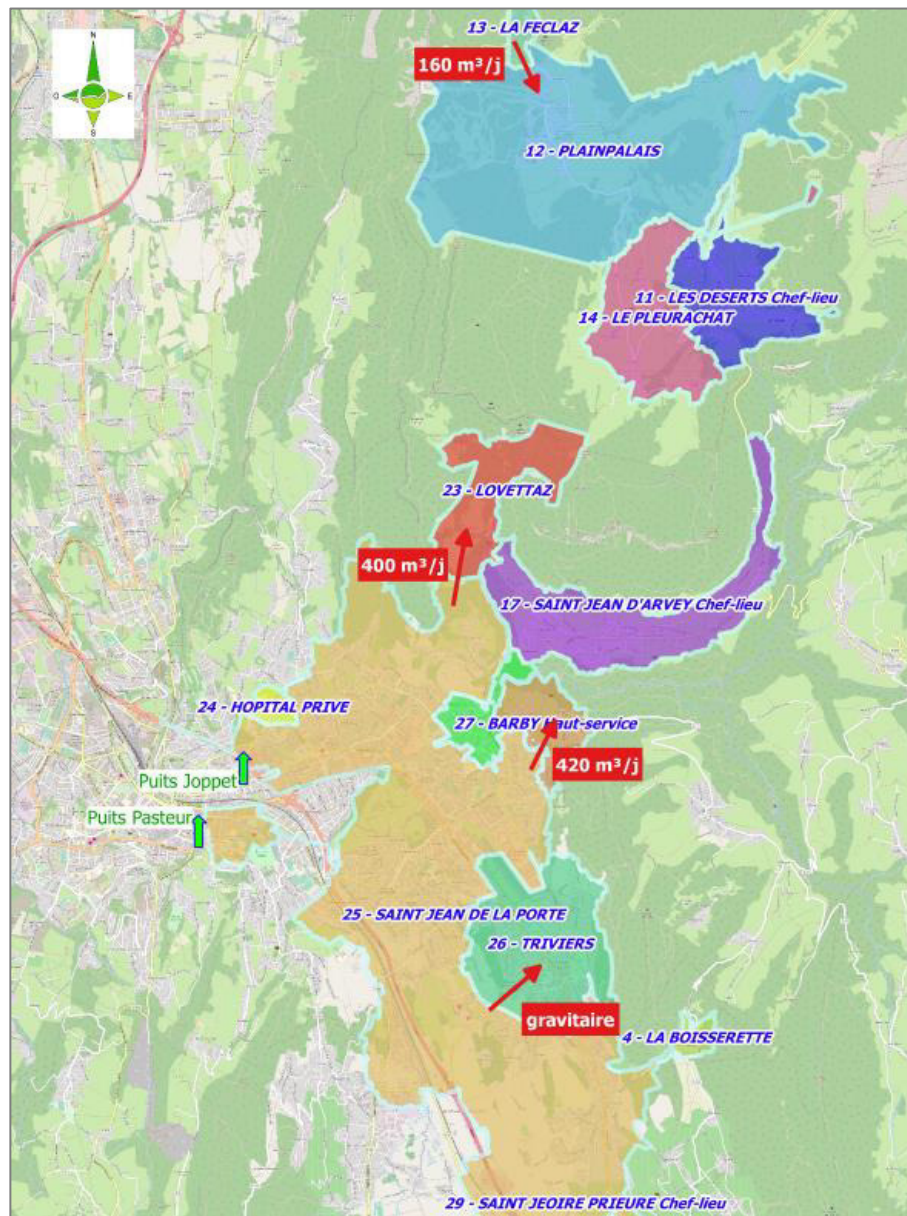 13 - LA FECLAZ
N
160 m³/j
O
E
S
12 - PLAINPALAIS
11 - LES DESERTS Chef-lieu
14 - LE PLEURACHAT
23 - LOVETTAZ
400 m³/j
17 - SAINT JEAN D'ARVEY Chef-lieu
24 - HOPITAL PRIVE
27 - BARBY Haut-service
420 m³/j
Puits Joppet
Puits Pasteur
25 - SAINT JEAN DE LA PORTE
26 - TRIVIERS
gravitaire
4 - LA BOISSERETTE
29 - SAINT JEOIRE PRIEURE Chef-lieu